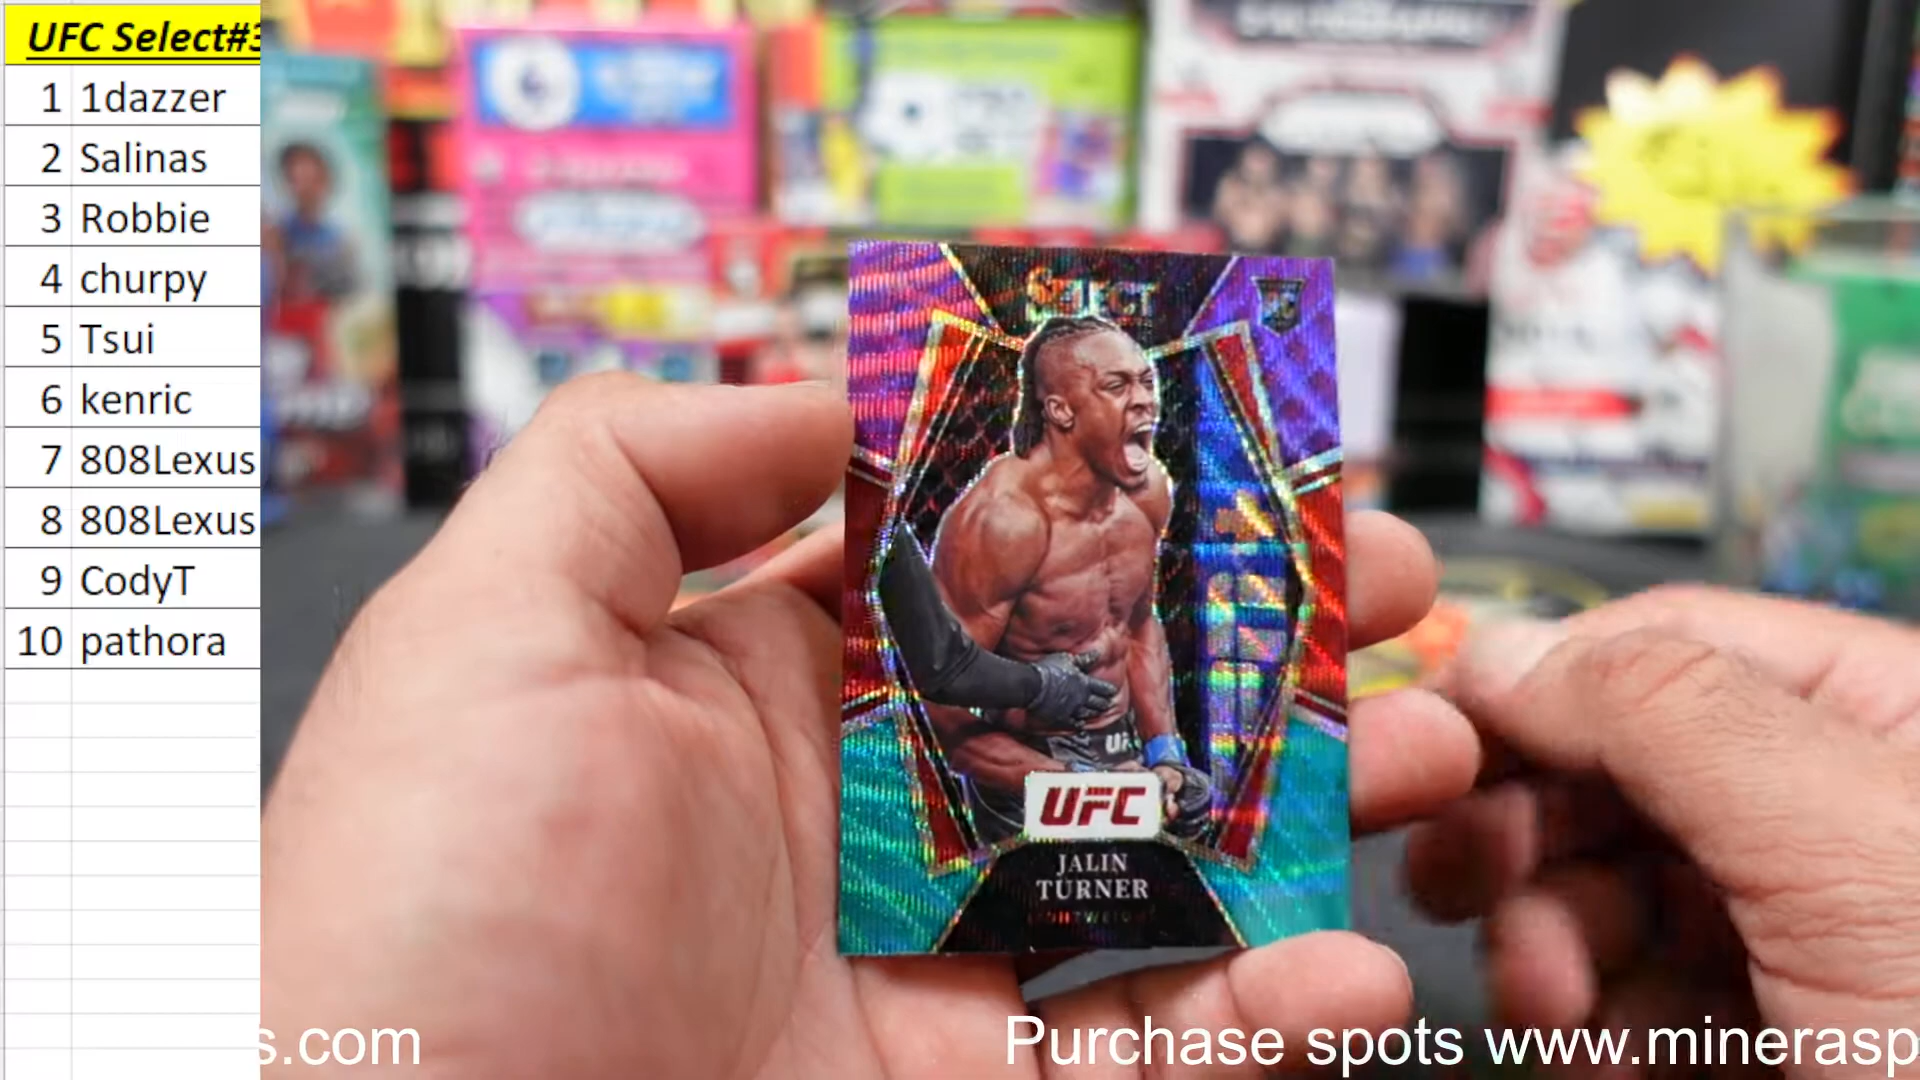 UFC Select#3
1 1dazzer
2 Salinas
3 Robbie
4 churpy
5 Tsui
6 kenric
7 808Lexus
8 808Lexus
9 CodyT
10 pathora
SELECT
UFC
JALIN
TURNER
LIGHTWEIGHT
s.com
Purchase spots www.minerasp